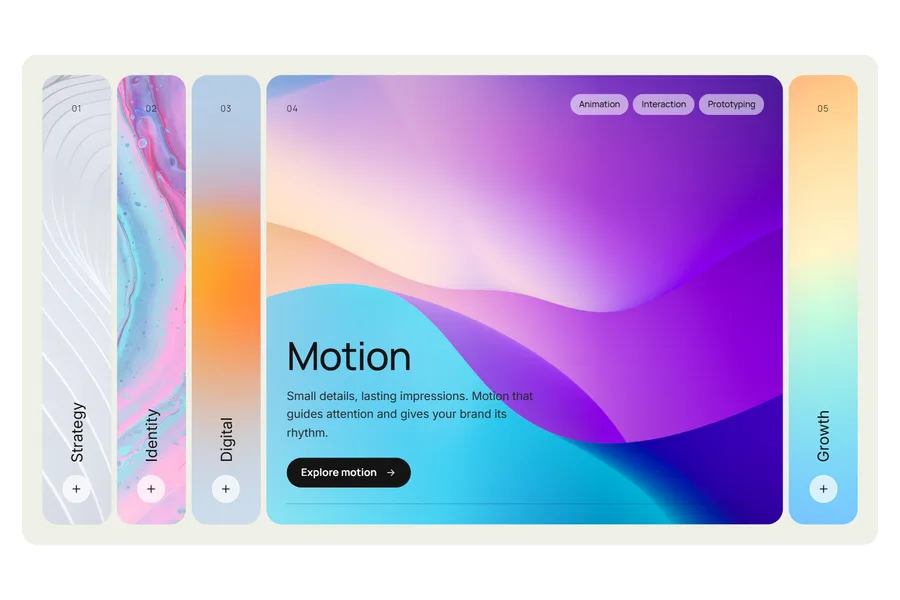 01
Strategy
02
Identity
03
Digital
04
Animation
Interaction
Prototyping
Motion
Small details, lasting impressions. Motion that
guides attention and gives your brand its
rhythm.
Explore motion →
05
Growth